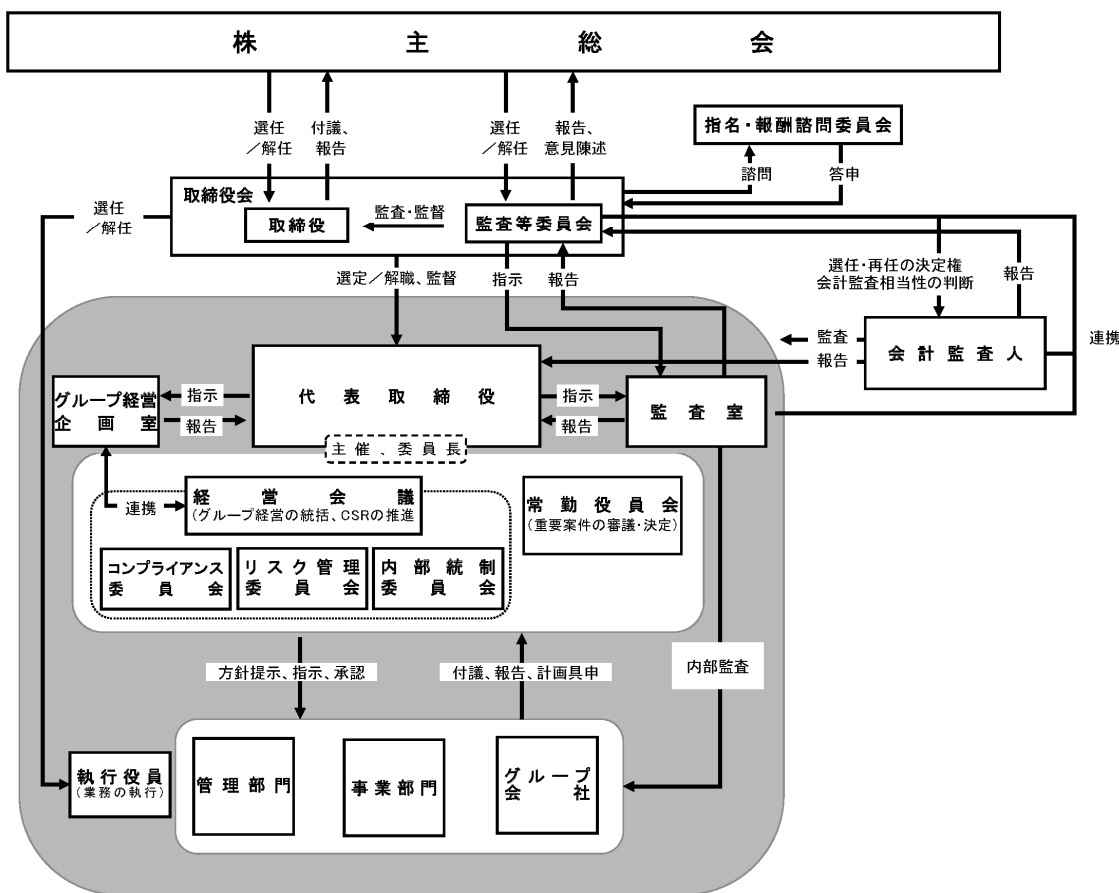 株主総会
選任
／解任
付議、
報告
選任
／解任
報告、
意見陳述
指名・報酬諮問委員会
諮問
答申
取締役会
取締役
監査・監督
監査等委員会
選任
／解任
選定／解職、監督
指示
報告
選任・再任の決定権
会計監査相当性の判断
報告
連携
監査
報告
会計監査人
グループ経営
企画室
指示
報告
代表取締役
指示
報告
監査室
主催、委員長
連携
経営会議
(グループ経営の統括、CSRの推進
常勤役員会
(重要案件の審議・決定)
コンプライアンス
委員会
リスク管理
委員会
内部統制
委員会
方針提示、指示、承認
付議、報告、計画具申
内部監査
執行役員
(業務の執行)
管理部門
事業部門
グループ
会社